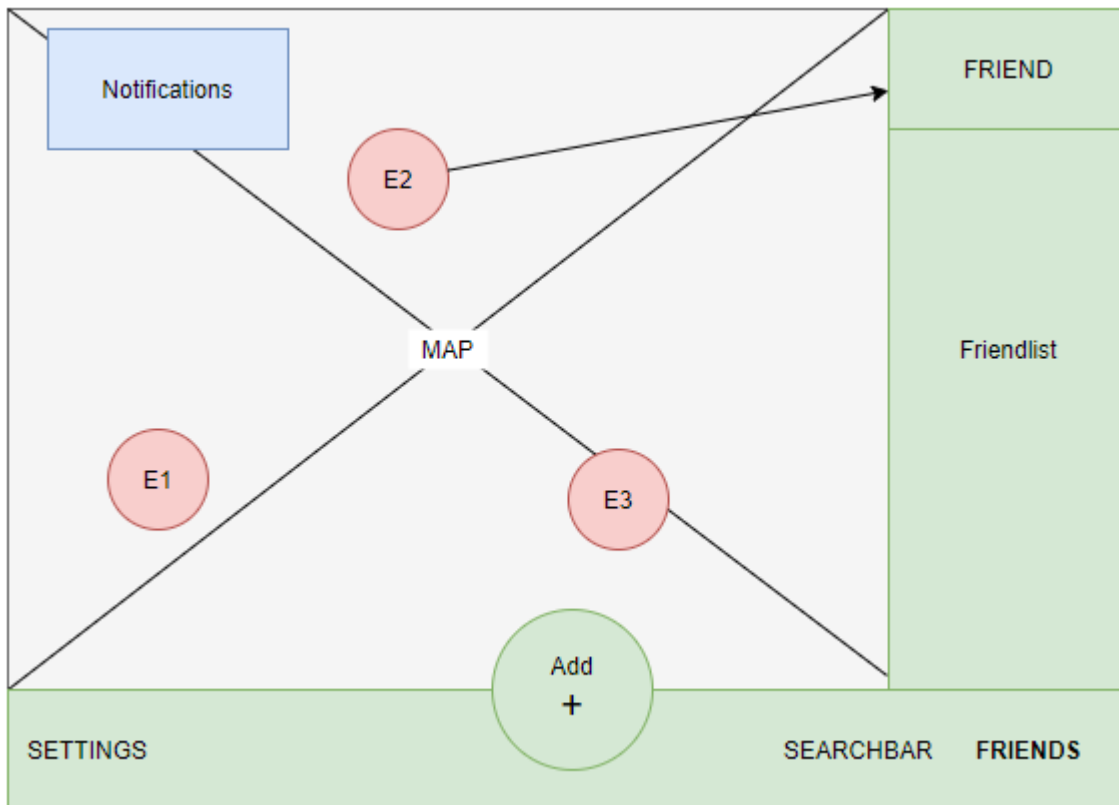 Notifications
FRIEND
E2
MAP
Friendlist
E1
E3
Add
+
SETTINGS
SEARCHBAR
FRIENDS